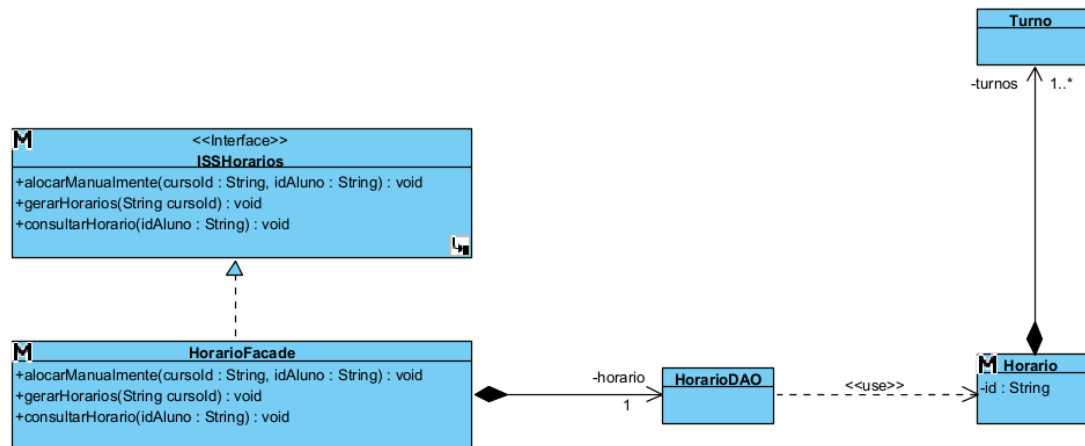 Turno
-turnos 1..*
M
<<Interface>>
ISSHorarios
+alocarManualmente(cursoId : String, idAluno : String) : void
+gerarHorarios(String cursoId) : void
+consultarHorario(idAluno : String) : void
M
HorarioFacade
+alocarManualmente(cursoId : String, idAluno : String) : void
+gerarHorarios(String cursoId) : void
+consultarHorario(idAluno : String) : void
-horario
1
HorarioDAO
<<use>>
M Horario
-id : String